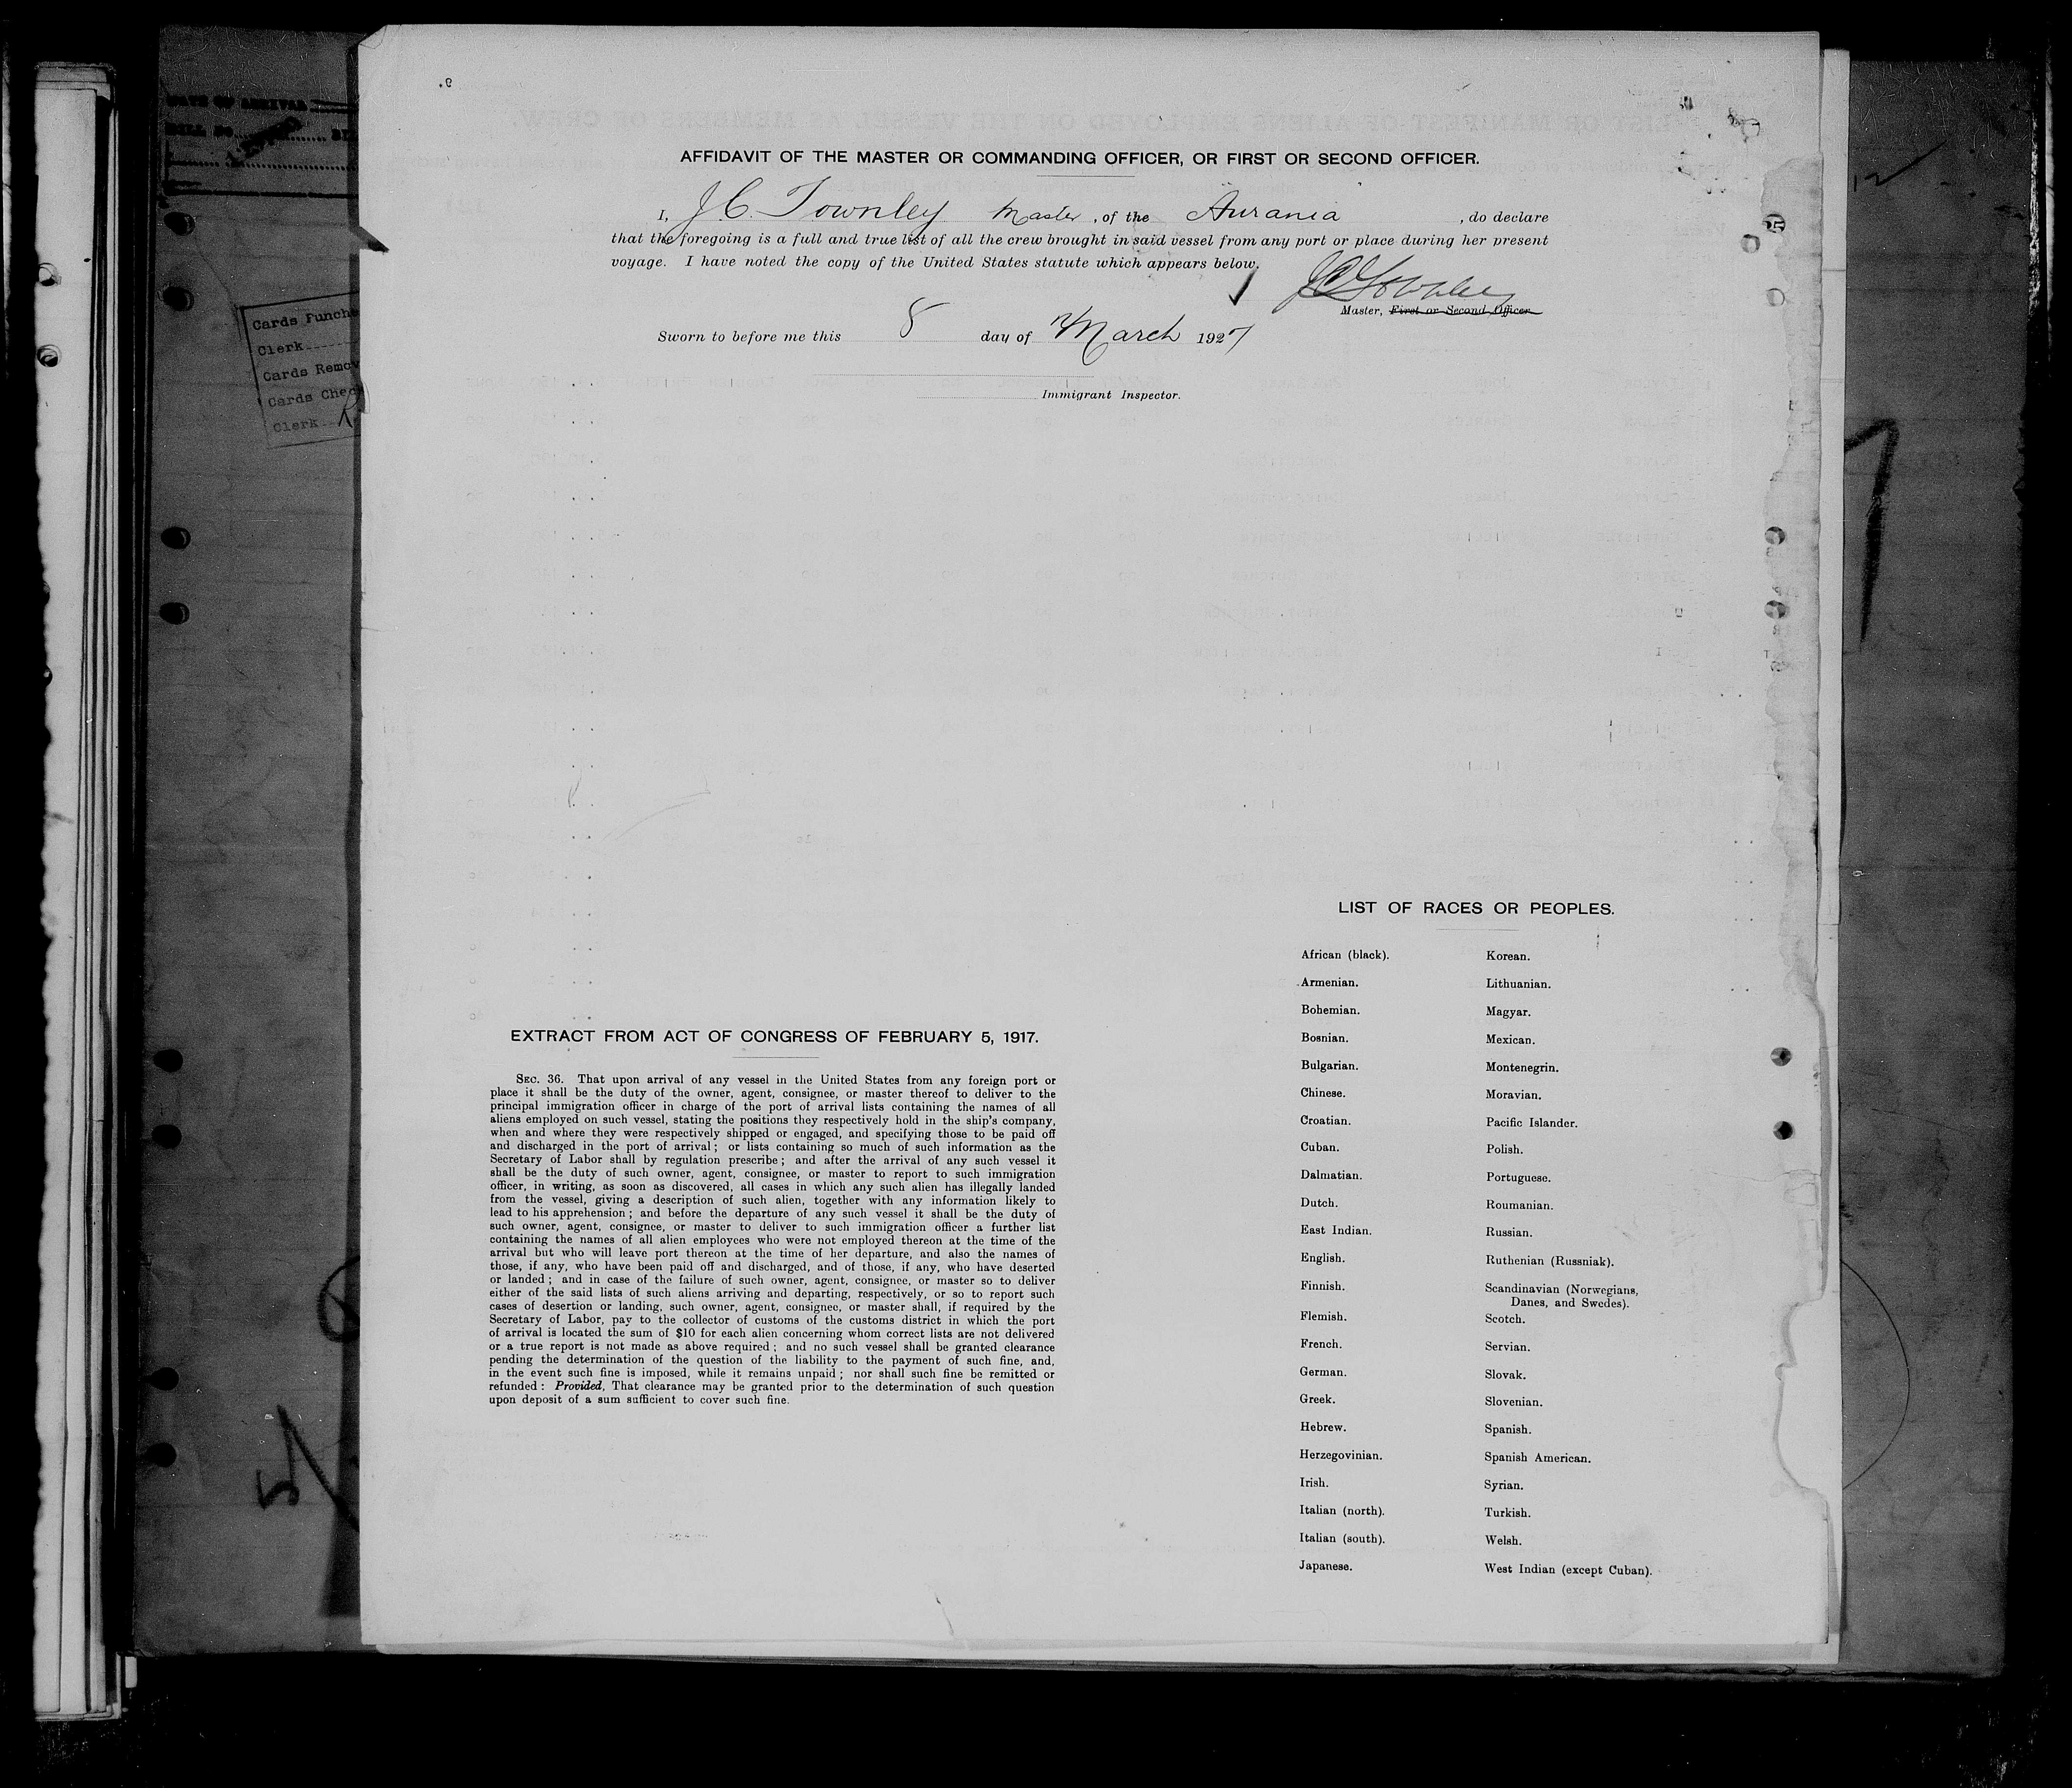 AFFIDAVIT OF THE MASTER OR COMMANDING OFFICER, OR FIRST OR SECOND OFFICER.
I, J.C. Townley Master, of the Aurania, do declare
that the foregoing is a full and true list of all the crew brought in said vessel from any port or place during her present
voyage. I have noted the copy of the United States statute which appears below.
JCTownley
Master, First or Second Officer.
Sworn to before me this 8 day of March 1927
Immigrant Inspector.
Cards Punche
Clerk
Cards Remov
Cards Chec
Clerk
EXTRACT FROM ACT OF CONGRESS OF FEBRUARY 5, 1917.
SEC. 36. That upon arrival of any vessel in the United States from any foreign port or
place it shall be the duty of the owner, agent, consignee, or master thereof to deliver to the
principal immigration officer in charge of the port of arrival lists containing the names of all
aliens employed on such vessel, stating the positions they respectively hold in the ship's company,
when and where they were respectively shipped or engaged, and specifying those to be paid off
and discharged in the port of arrival; or lists containing so much of such information as the
Secretary of Labor shall by regulation prescribe; and after the arrival of any such vessel it
shall be the duty of such owner, agent, consignee, or master to report to such immigration
officer, in writing, as soon as discovered, all cases in which any such alien has illegally landed
from the vessel, giving a description of such alien, together with any information likely to
lead to his apprehension; and before the departure of any such vessel it shall be the duty of
such owner, agent, consignee, or master to deliver to such immigration officer a further list
containing the names of all alien employees who were not employed thereon at the time of the
arrival but who will leave port thereon at the time of her departure, and also the names of
those, if any, who have been paid off and discharged, and of those, if any, who have deserted
or landed; and in case of the failure of such owner, agent, consignee, or master so to deliver
either of the said lists of such aliens arriving and departing, respectively, or so to report such
cases of desertion or landing, such owner, agent, consignee, or master shall, if required by the
Secretary of Labor, pay to the collector of customs of the customs district in which the port
of arrival is located the sum of $10 for each alien concerning whom correct lists are not delivered
or a true report is not made as above required; and no such vessel shall be granted clearance
pending the determination of the question of the liability to the payment of such fine, and,
in the event such fine is imposed, while it remains unpaid; nor shall such fine be remitted or
refunded: Provided, That clearance may be granted prior to the determination of such question
upon deposit of a sum sufficient to cover such fine.
LIST OF RACES OR PEOPLES.
African (black).
Armenian.
Bohemian.
Bosnian.
Bulgarian.
Chinese.
Croatian.
Cuban.
Dalmatian.
Dutch.
East Indian.
English.
Finnish.
Flemish.
French.
German.
Greek.
Hebrew.
Herzegovinian.
Irish.
Italian (north).
Italian (south).
Japanese.
Korean.
Lithuanian.
Magyar.
Mexican.
Montenegrin.
Moravian.
Pacific Islander.
Polish.
Portuguese.
Roumanian.
Russian.
Ruthenian (Russniak).
Scandinavian (Norwegians,
Danes, and Swedes).
Scotch.
Servian.
Slovak.
Slovenian.
Spanish.
Spanish American.
Syrian.
Turkish.
Welsh.
West Indian (except Cuban).